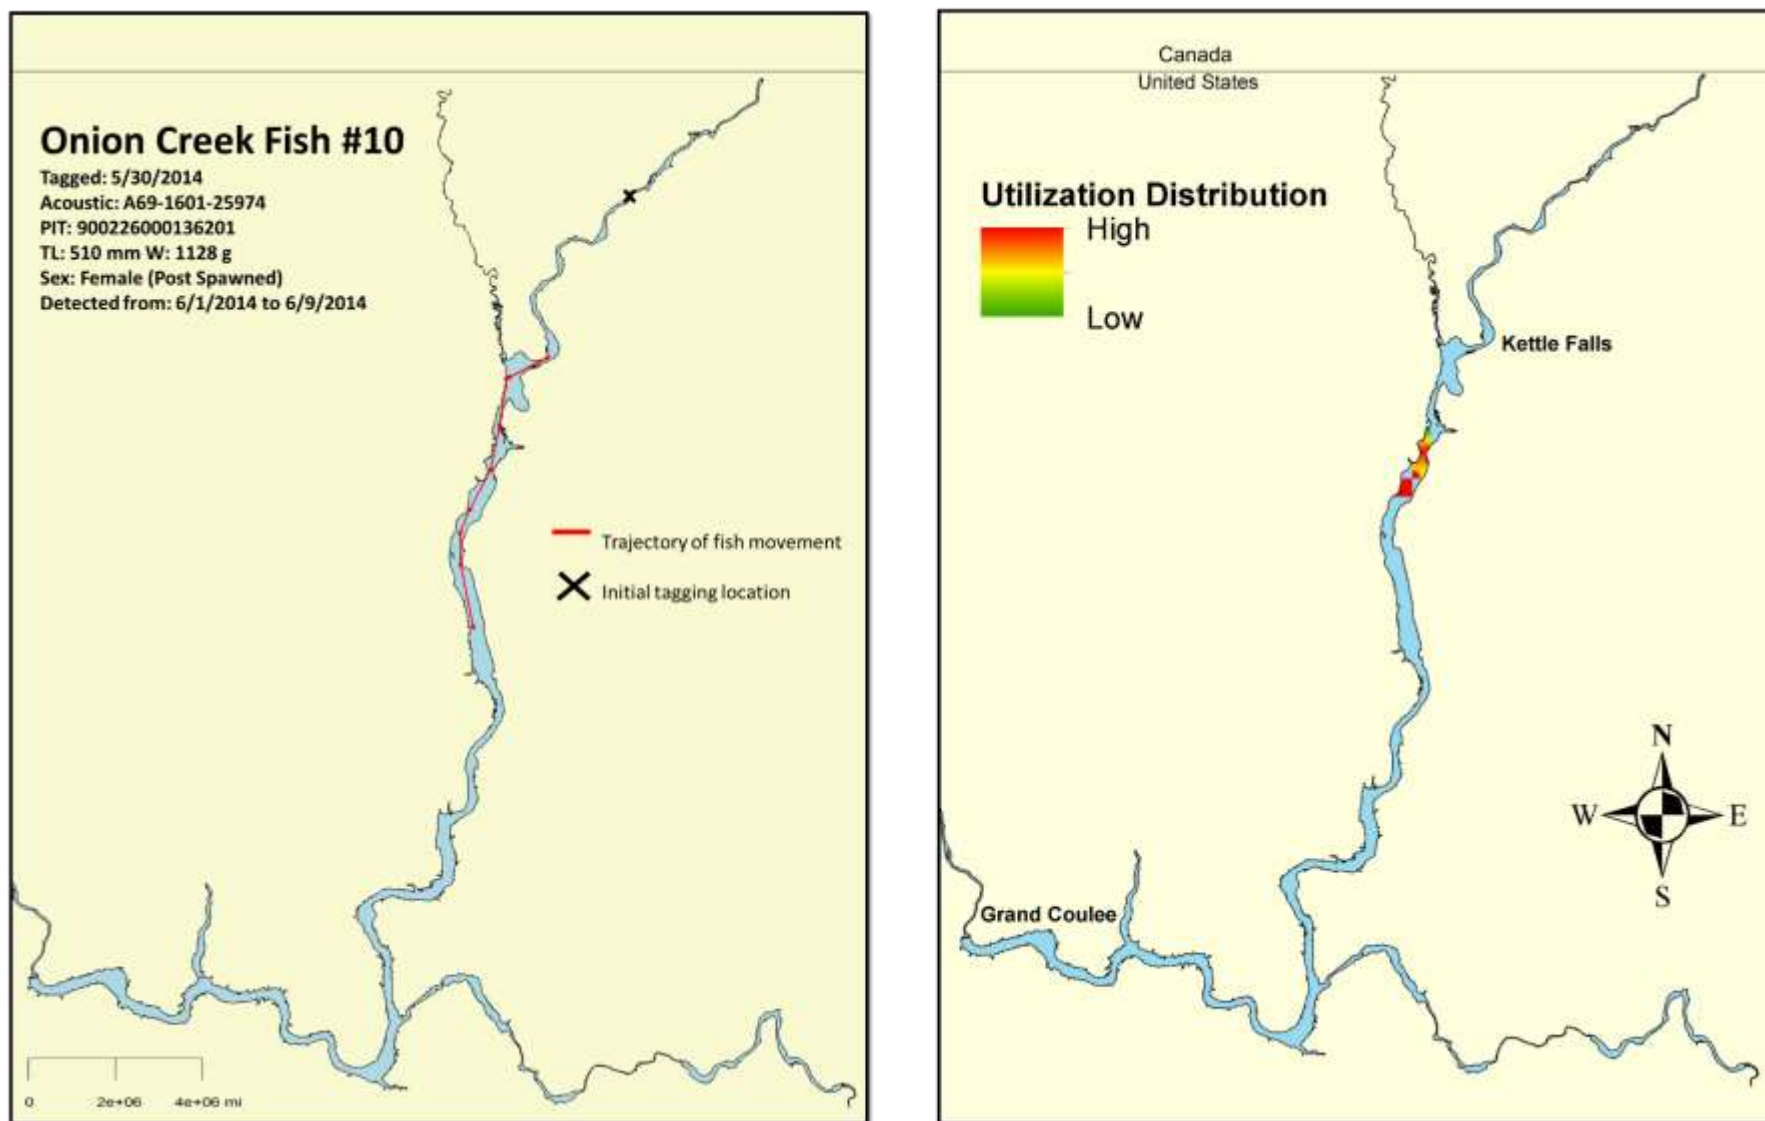 Onion Creek Fish #10
Tagged: 5/30/2014
Acoustic: A69-1601-25974
PIT: 900226000136201
TL: 510 mm W: 1128 g
Sex: Female (Post Spawned)
Detected from: 6/1/2014 to 6/9/2014
Trajectory of fish movement
Initial tagging location
0 2e+06 4e+06 mi
Canada
United States
Utilization Distribution
High
Low
Kettle Falls
Grand Coulee
N
W E
S